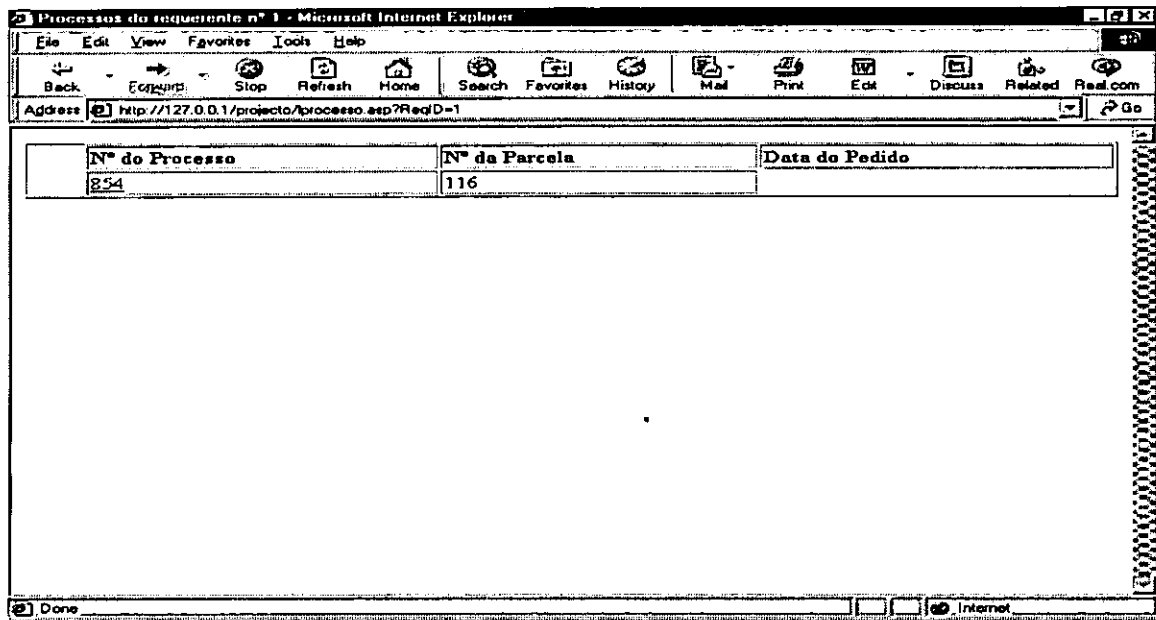 Processos do requerente nº 1 - Microsoft Internet Explorer
File Edit View Favorites Tools Help
Back Forward Stop Refresh Home Search Favorites History Mail Print Edit Discuss Related Real.com
Address http://127.0.0.1/projecto/lprocesso.asp?ReqID=1 Go
Nº do Processo Nº da Parcela Data do Pedido
854 116
Done Internet